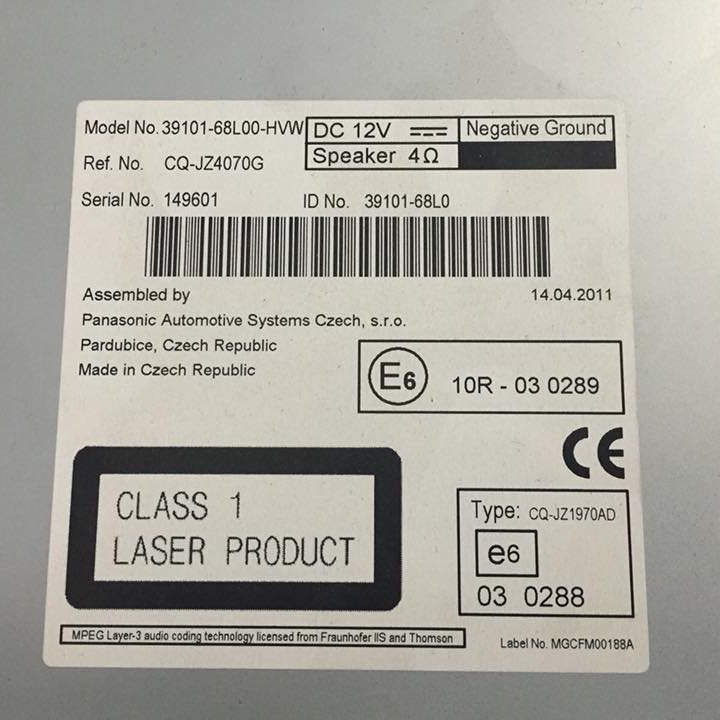 Model No. 39101-68L00-HVW DC 12V Negative Ground
Ref. No. CQ-JZ4070G Speaker 4Ω
Serial No. 149601 ID No. 39101-68L0
Assembled by 14.04.2011
Panasonic Automotive Systems Czech, s.r.o.
Pardubice, Czech Republic
Made in Czech Republic
E6 10R - 03 0289
CE
CLASS 1
LASER PRODUCT
Type: CQ-JZ1970AD
e6
03 0288
MPEG Layer-3 audio coding technology licensed from Fraunhofer IIS and Thomson
Label No. MGCFM00188A